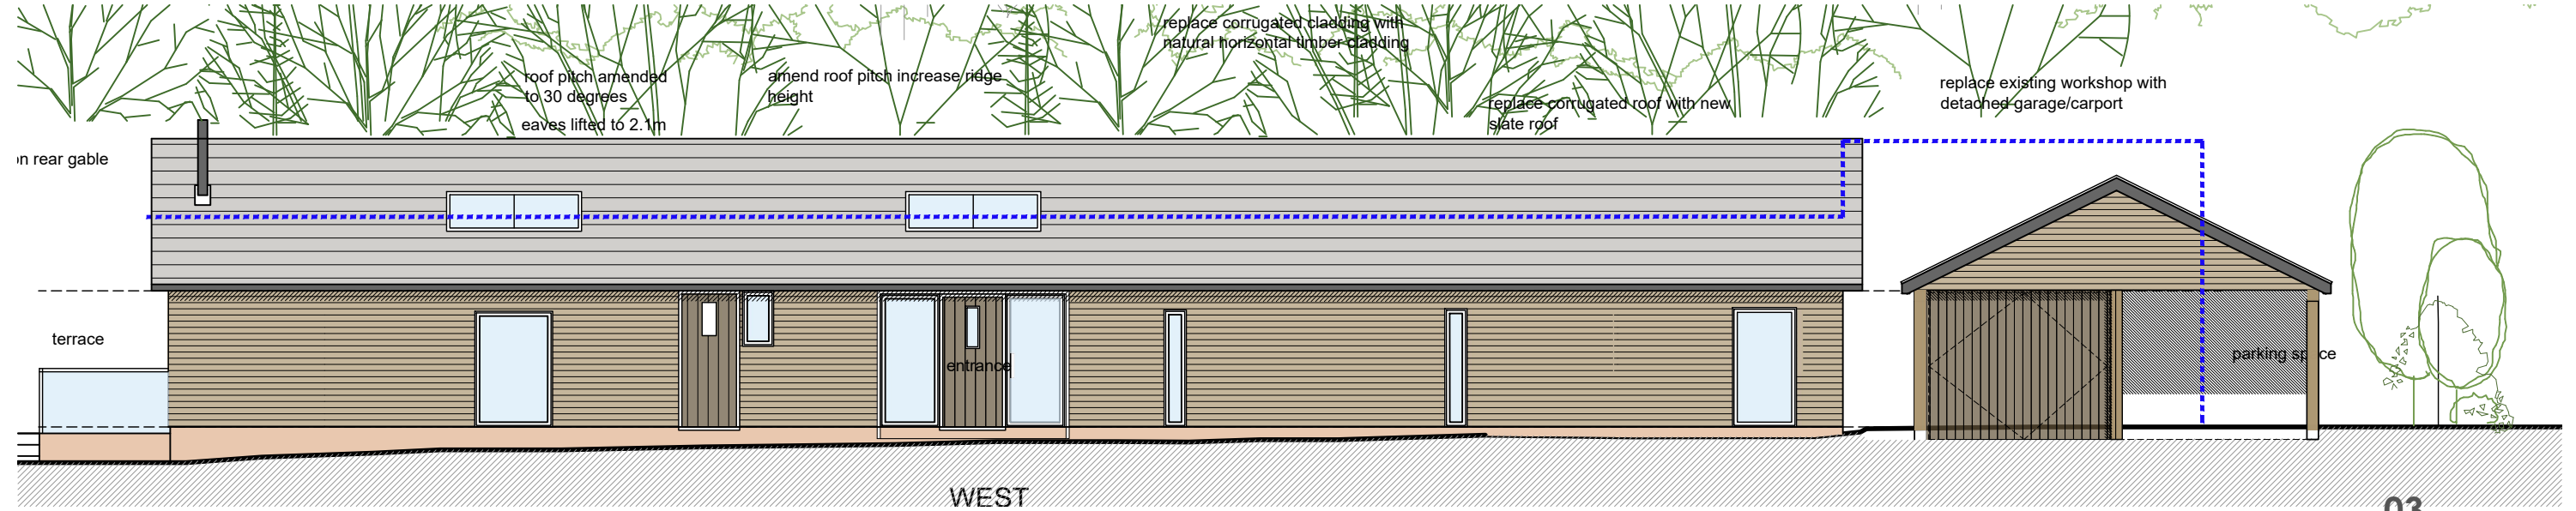 replace corrugated cladding with
natural horizontal timber cladding
roof pitch amended
to 30 degrees
amend roof pitch increase ridge
height
replace existing workshop with
detached garage/carport
replace corrugated roof with new
slate roof
eaves lifted to 2.1m
on rear gable
terrace
entrance
parking space
WEST
03